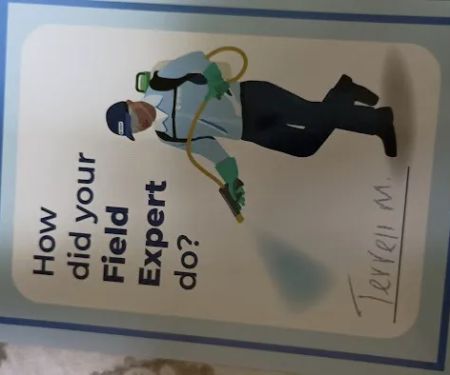 How
did your
Field
Expert
do?
Terrell M.